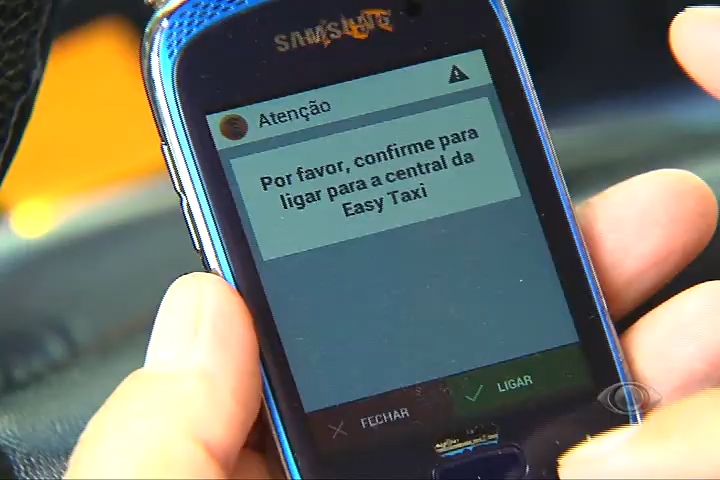 SAMSUNG
Atenção
Por favor, confirme para
ligar para a central da
Easy Taxi
FECHAR
LIGAR